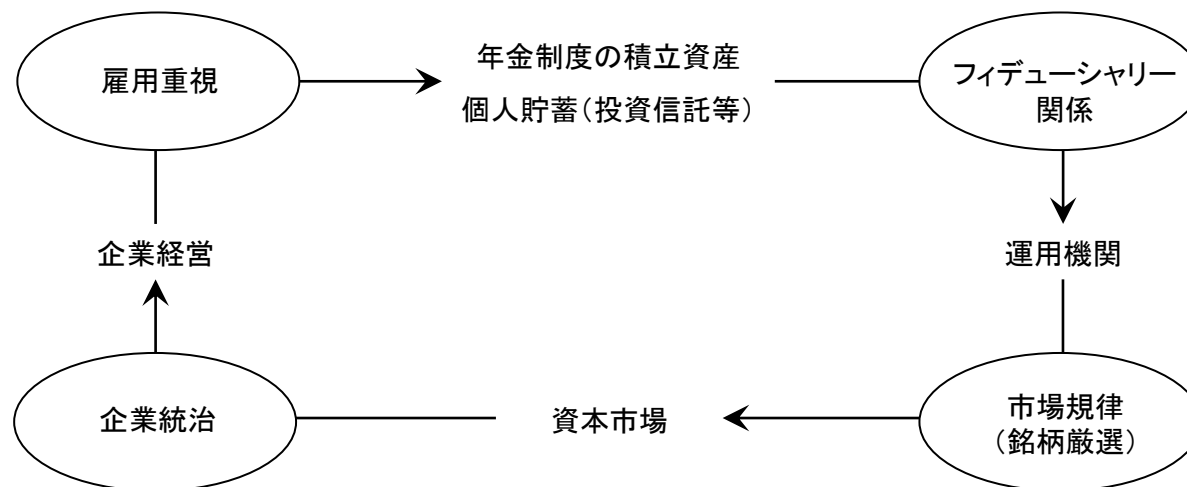 雇用重視
年金制度の積立資産
個人貯蓄(投資信託等)
フィデューシャリー
関係
企業経営
運用機関
企業統治
資本市場
市場規律
(銘柄厳選)